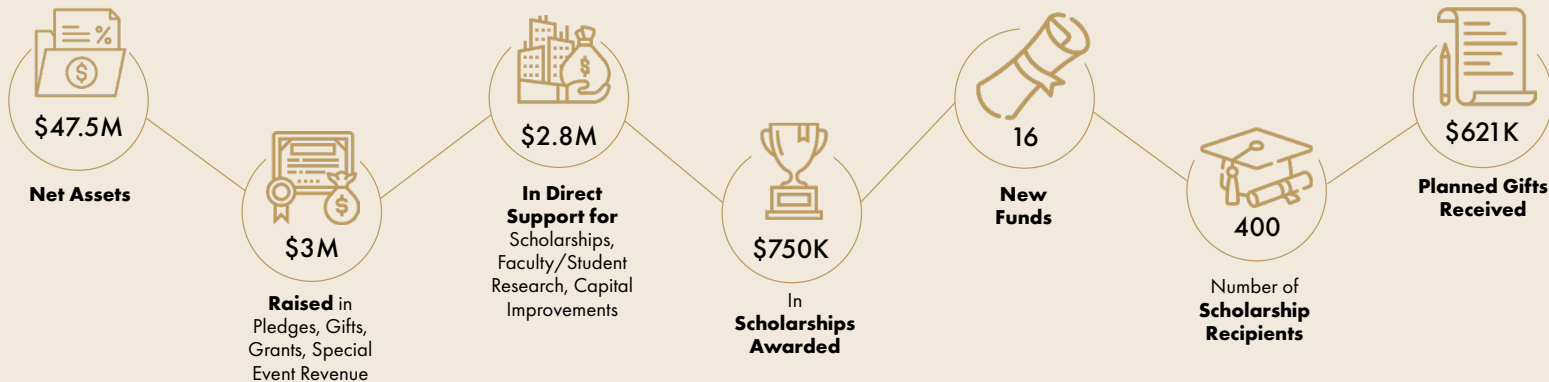 $47.5M
Net Assets
$3M
Raised in
Pledges, Gifts,
Grants, Special
Event Revenue
$2.8M
In Direct
Support for
Scholarships,
Faculty/Student
Research, Capital
Improvements
$750K
In
Scholarships
Awarded
16
New
Funds
400
Number of
Scholarship
Recipients
$621K
Planned Gifts
Received